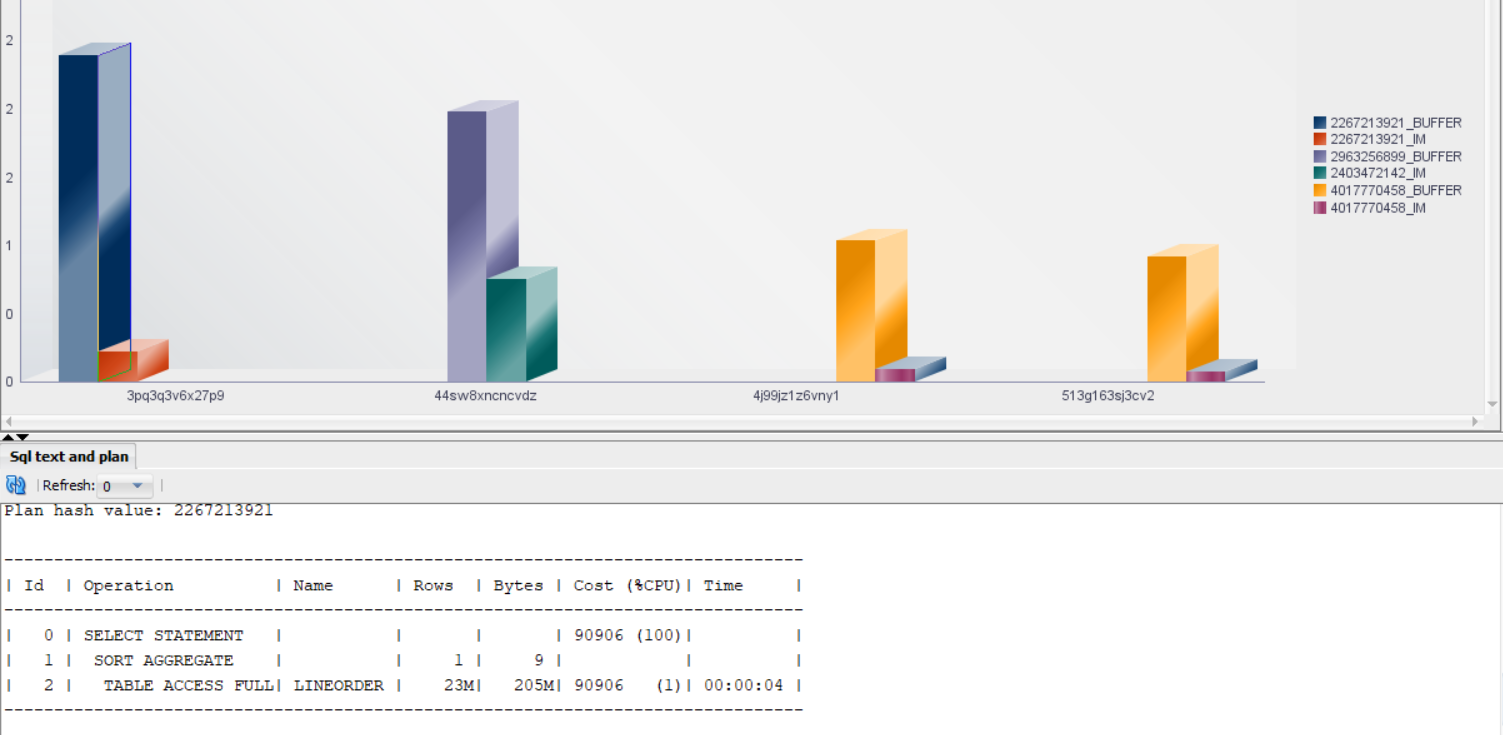 2
2
2
1
0
0
2267213921_BUFFER
2267213921_IM
2963256899_BUFFER
2403472142_IM
4017770458_BUFFER
4017770458_IM
3pq3q3v6x27p9 44sw8xncncvdz 4j99jz1z6vny1 513g163sj3cv2
Sql text and plan
Refresh: 0
Plan hash value: 2267213921
--------------------------------------------------------------------------------
| Id | Operation | Name | Rows | Bytes | Cost (%CPU)| Time |
--------------------------------------------------------------------------------
| 0 | SELECT STATEMENT | | | | 90906 (100)| |
| 1 | SORT AGGREGATE | | 1 | 9 | | |
| 2 | TABLE ACCESS FULL| LINEORDER | 23M| 205M| 90906 (1)| 00:00:04 |
--------------------------------------------------------------------------------